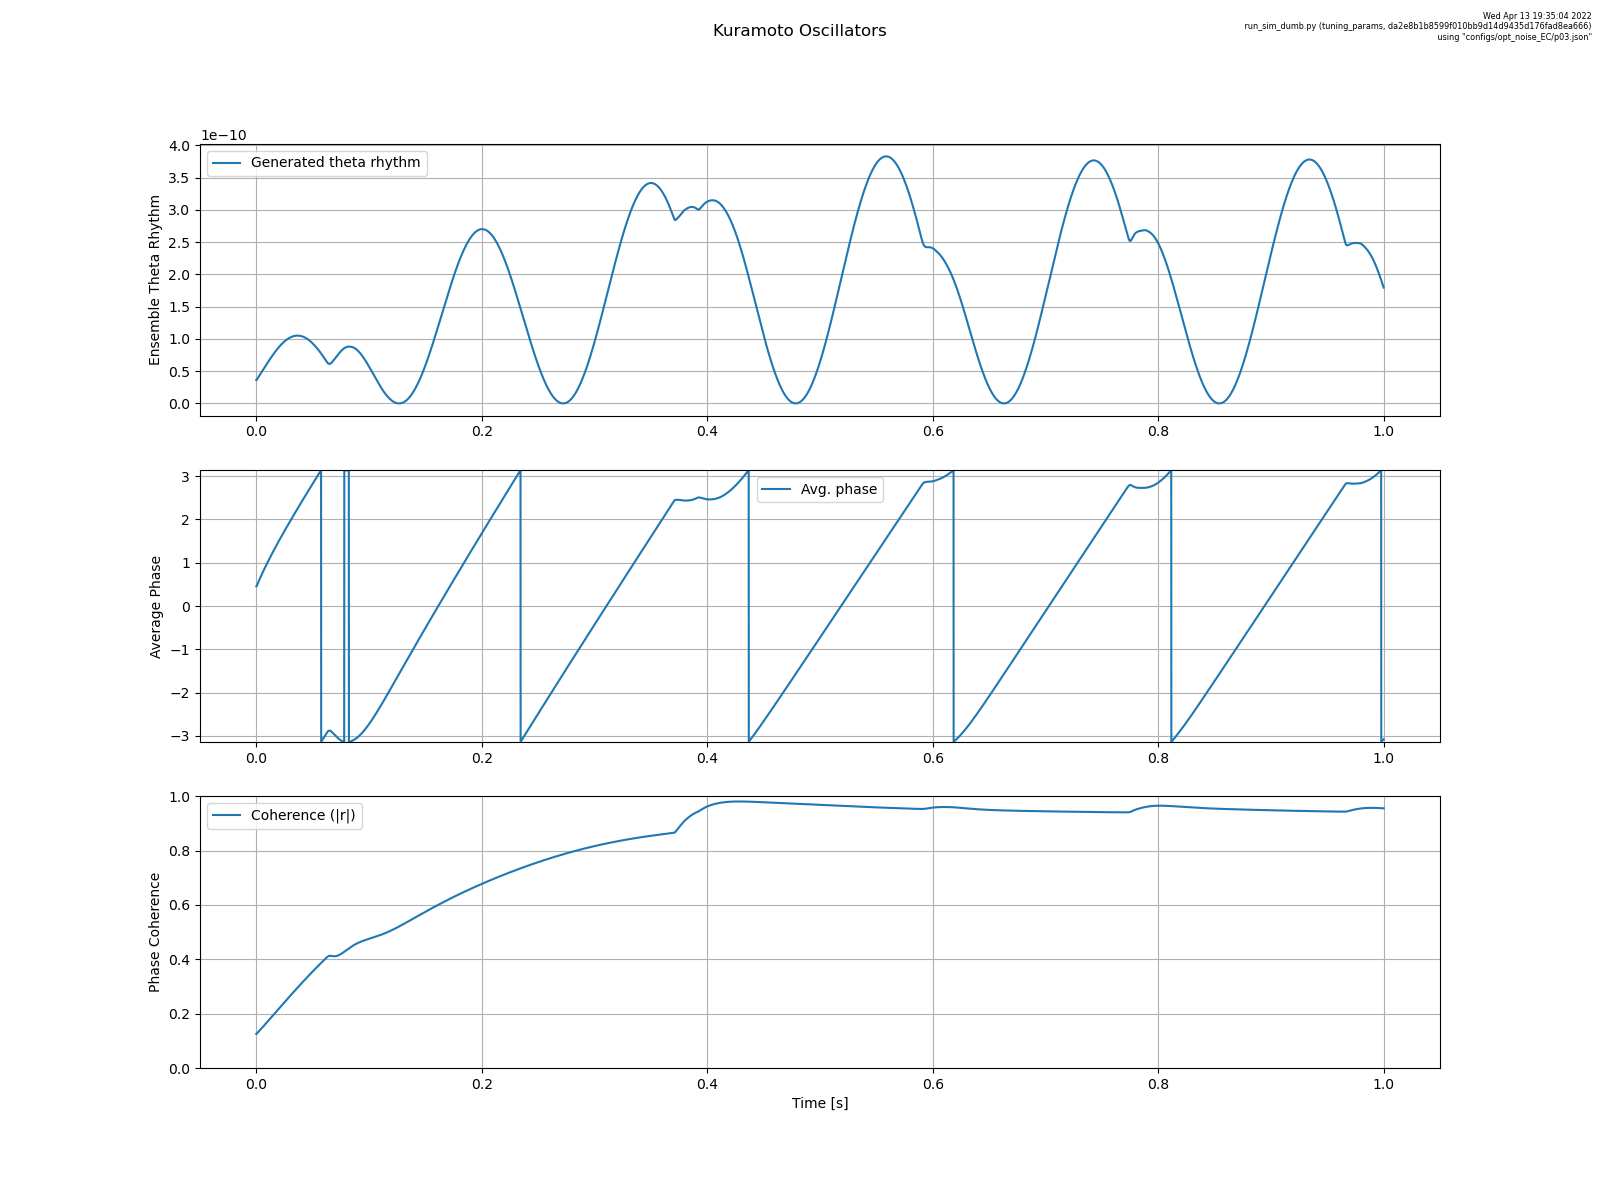 Wed Apr 13 19:35:04 2022
run_sim_dumb.py (tuning_params, da2e8b1b8599f010bb9d14d9435d176fad8ea666)
using "configs/opt_noise_EC/p03.json"
Kuramoto Oscillators
1e−10
Generated theta rhythm
Ensemble Theta Rhythm
4.0
3.5
3.0
2.5
2.0
1.5
1.0
0.5
0.0
0.0 0.2 0.4 0.6 0.8 1.0
Avg. phase
Average Phase
3
2
1
0
−1
−2
−3
0.0 0.2 0.4 0.6 0.8 1.0
Coherence (|r|)
Phase Coherence
1.0
0.8
0.6
0.4
0.2
0.0
0.0 0.2 0.4 0.6 0.8 1.0
Time [s]